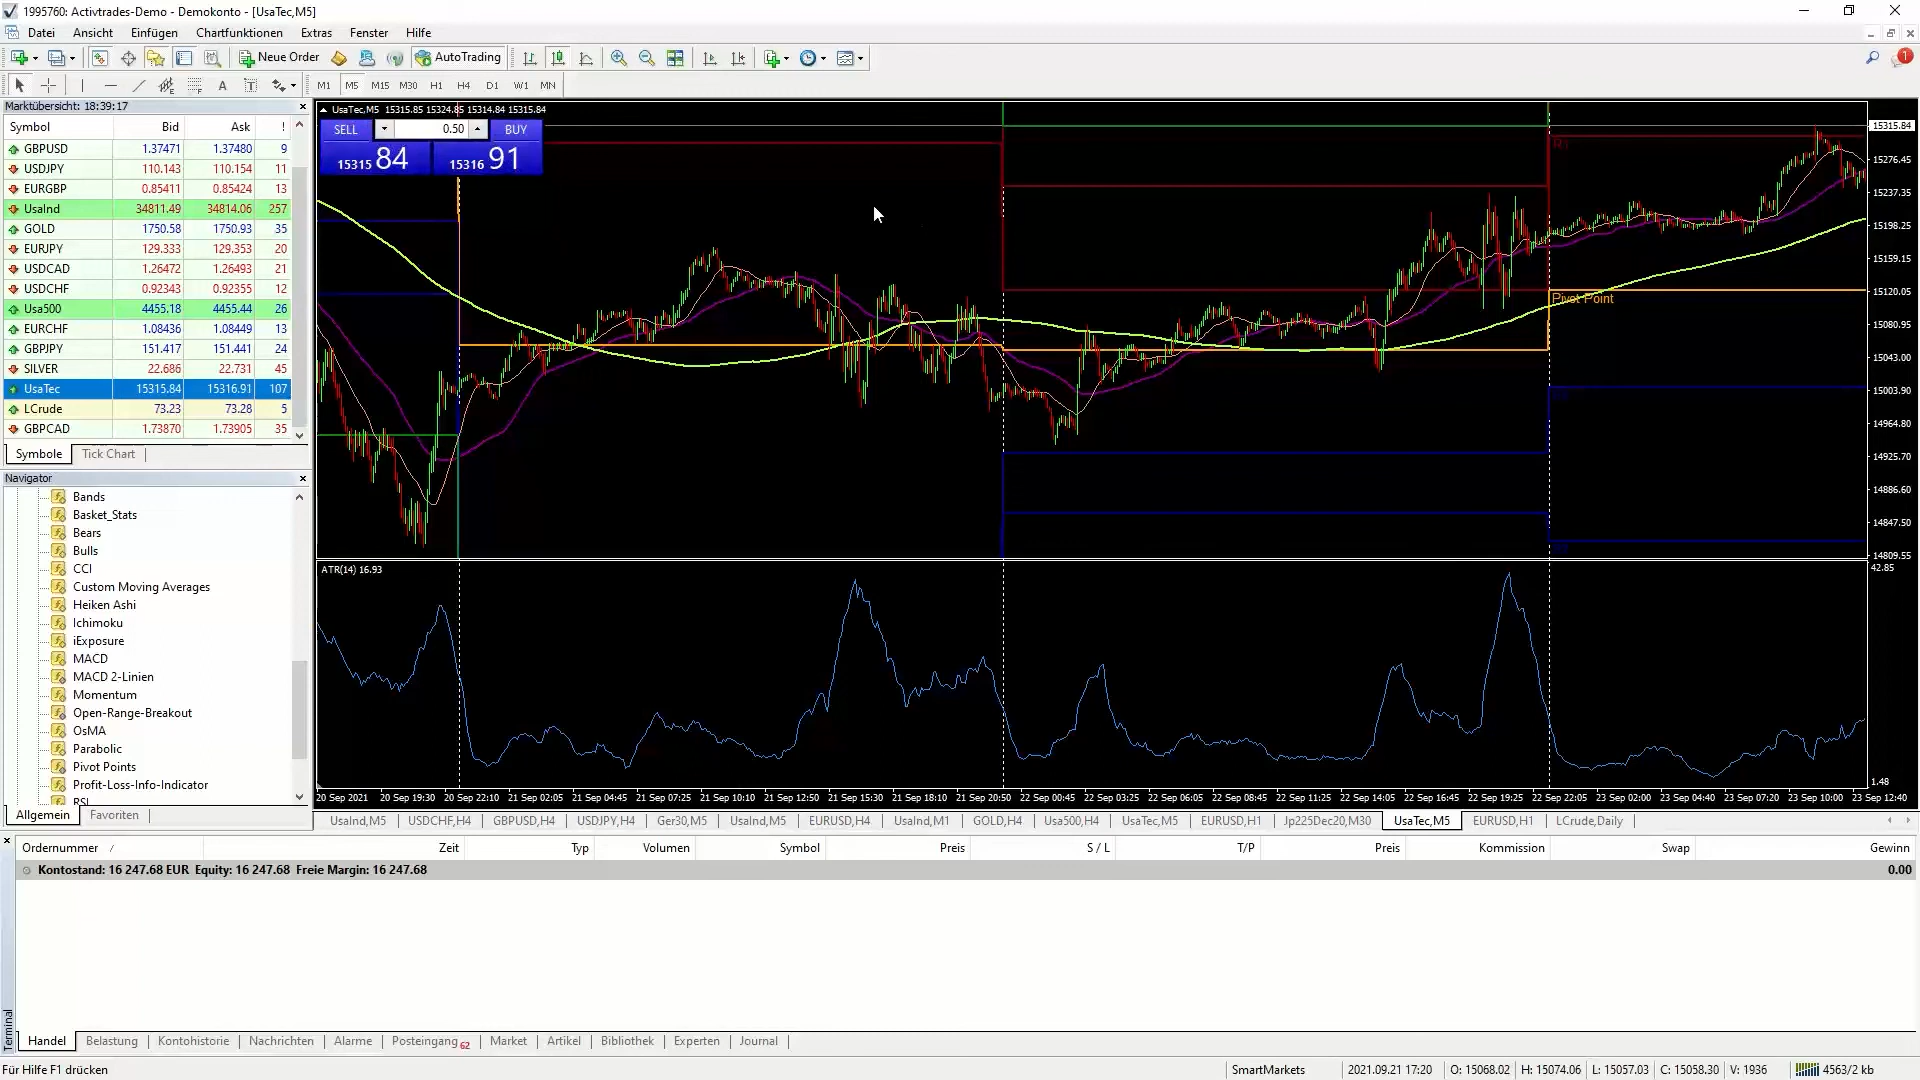 1995760: Activtrades-Demo - Demokonto - [UsaTec,M5]
Datei Ansicht Einfügen Chartfunktionen Extras Fenster Hilfe
Neue Order AutoTrading 1
A T M1 M5 M15 M30 H1 H4 D1 W1 MN
Marktübersicht: 18:39:17
Symbol Bid Ask !
GBPUSD 1.37471 1.37480 9
USDJPY 110.143 110.154 11
EURGBP 0.85411 0.85424 13
UsaInd 34811.49 34814.06 257
GOLD 1750.58 1750.93 35
EURJPY 129.333 129.353 20
USDCAD 1.26472 1.26493 21
USDCHF 0.92343 0.92355 12
Usa500 4455.18 4455.44 26
EURCHF 1.08436 1.08449 13
GBPJPY 151.417 151.441 24
SILVER 22.686 22.731 45
UsaTec 15315.84 15316.91 107
LCrude 73.23 73.28 5
GBPCAD 1.73870 1.73905 35
Symbole Tick Chart
Navigator
Bands
Basket_Stats
Bears
Bulls
CCI
Custom Moving Averages
Heiken Ashi
Ichimoku
iExposure
MACD
MACD 2-Linien
Momentum
Open-Range-Breakout
OsMA
Parabolic
Pivot Points
Profit-Loss-Info-Indicator
RSI
Allgemein Favoriten
UsaTec,M5 15315.85 15324.85 15314.84 15315.84
SELL 0.50 BUY
15315 84 15316 91
R1
Pivot Point
15315.84
15276.45
15237.35
15198.25
15159.15
15120.05
15080.95
15043.00
15003.90
14964.80
14925.70
14886.60
14847.50
14809.55
ATR(14) 16.93
42.85
1.48
20 Sep 2021 20 Sep 19:30 20 Sep 22:10 21 Sep 02:05 21 Sep 04:45 21 Sep 07:25 21 Sep 10:10 21 Sep 12:50 21 Sep 15:30 21 Sep 18:10 21 Sep 20:50 22 Sep 00:45 22 Sep 03:25 22 Sep 06:05 22 Sep 08:45 22 Sep 11:25 22 Sep 14:05 22 Sep 16:45 22 Sep 19:25 22 Sep 22:05 23 Sep 02:00 23 Sep 04:40 23 Sep 07:20 23 Sep 10:00 23 Sep 12:40
UsaInd,M5 USDCHF,H4 GBPUSD,H4 USDJPY,H4 Ger30,M5 UsaInd,M5 EURUSD,H4 UsaInd,M1 GOLD,H4 Usa500,H4 UsaTec,M5 EURUSD,H1 Jp225Dec20,M30 UsaTec,M5 EURUSD,H1 LCrude,Daily
Ordernummer / Zeit Typ Volumen Symbol Preis S / L T/P Preis Kommission Swap Gewinn
Kontostand: 16 247.68 EUR Equity: 16 247.68 Freie Margin: 16 247.68 0.00
Terminal
Handel Belastung Kontohistorie Nachrichten Alarme Posteingang 62 Market Artikel Bibliothek Experten Journal
Für Hilfe F1 drücken SmartMarkets 2021.09.21 17:20 O: 15068.02 H: 15074.06 L: 15057.03 C: 15058.30 V: 1936 4563/2 kb